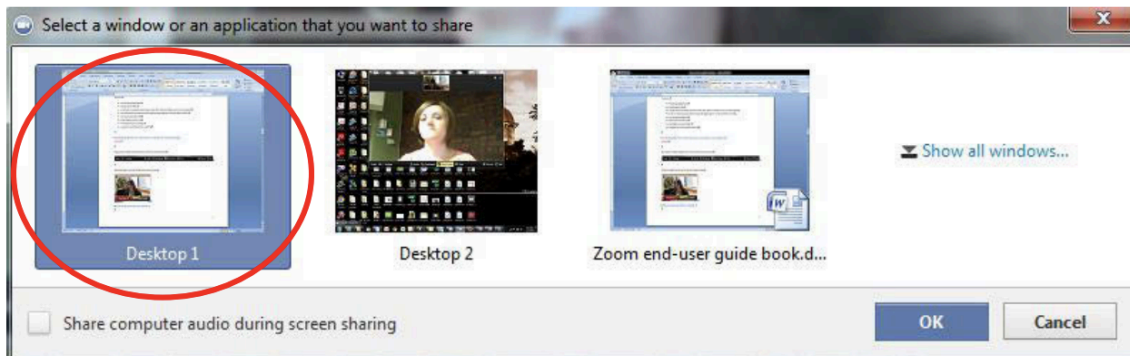 Select a window or an application that you want to share
Show all windows...
Desktop 1
Desktop 2
Zoom end-user guide book.d...
Share computer audio during screen sharing
OK
Cancel